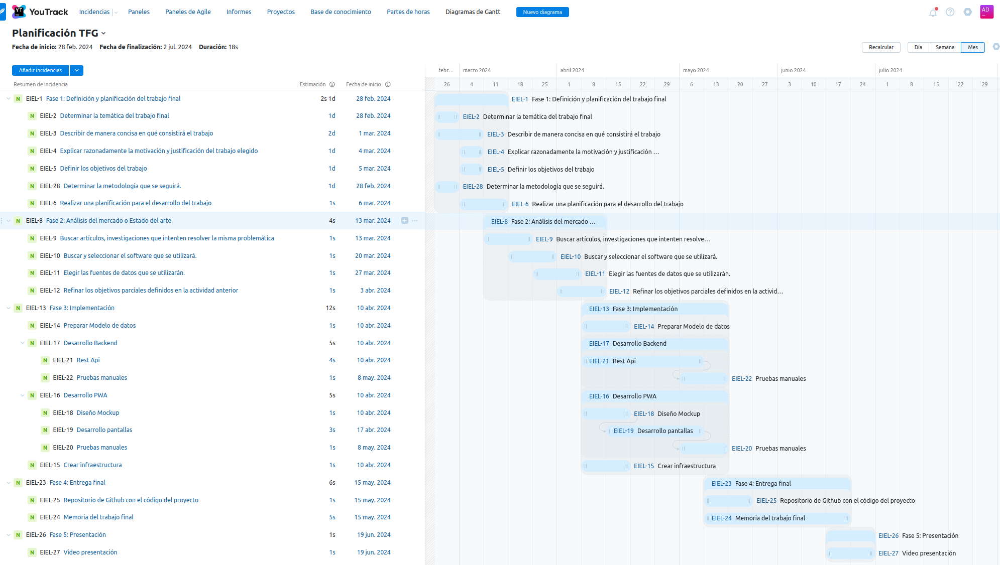 YT YouTrack Incidencias Paneles Paneles de Agile Informes Proyectos Base de conocimiento Partes de horas Diagramas de Gantt Nuevo diagrama AD
Planificación TFG
Fecha de inicio: 28 feb. 2024 Fecha de finalización: 2 jul. 2024 Duración: 18s
Recalcular Día Semana Mes
Añadir incidencias
febr... marzo 2024 abril 2024 mayo 2024 junio 2024 julio 2024
Resumen de incidencia Estimación Fecha de inicio
26 4 11 18 25 1 8 15 22 29 6 13 20 27 3 10 17 24 1 8 15 22 29
N EIEL-1 Fase 1: Definición y planificación del trabajo final 2s 1d 28 feb. 2024 EIEL-1 Fase 1: Definición y planificación del trabajo final
N EIEL-2 Determinar la temática del trabajo final 1d 28 feb. 2024 EIEL-2 Determinar la temática del trabajo final
N EIEL-3 Describir de manera concisa en qué consistirá el trabajo 2d 1 mar. 2024 EIEL-3 Describir de manera concisa en qué consistirá el trabajo
N EIEL-4 Explicar razonadamente la motivación y justificación del trabajo elegido 1d 4 mar. 2024 EIEL-4 Explicar razonadamente la motivación y justificación ...
N EIEL-5 Definir los objetivos del trabajo 1d 5 mar. 2024 EIEL-5 Definir los objetivos del trabajo
N EIEL-28 Determinar la metodología que se seguirá. 1d 28 feb. 2024 EIEL-28 Determinar la metodología que se seguirá.
N EIEL-6 Realizar una planificación para el desarrollo del trabajo 1s 6 mar. 2024 EIEL-6 Realizar una planificación para el desarrollo del trabajo
N EIEL-8 Fase 2: Análisis del mercado o Estado del arte 4s 13 mar. 2024 EIEL-8 Fase 2: Análisis del mercado ...
N EIEL-9 Buscar artículos, investigaciones que intenten resolver la misma problemática 1s 13 mar. 2024 EIEL-9 Buscar artículos, investigaciones que intenten resolve...
N EIEL-10 Buscar y seleccionar el software que se utilizará. 1s 20 mar. 2024 EIEL-10 Buscar y seleccionar el software que se utilizará.
N EIEL-11 Elegir las fuentes de datos que se utilizarán. 1s 27 mar. 2024 EIEL-11 Elegir las fuentes de datos que se utilizarán.
N EIEL-12 Refinar los objetivos parciales definidos en la actividad anterior 1s 3 abr. 2024 EIEL-12 Refinar los objetivos parciales definidos en la activid...
N EIEL-13 Fase 3: Implementación 12s 10 abr. 2024 EIEL-13 Fase 3: Implementación
N EIEL-14 Preparar Modelo de datos 1s 10 abr. 2024 EIEL-14 Preparar Modelo de datos
N EIEL-17 Desarrollo Backend 5s 10 abr. 2024 EIEL-17 Desarrollo Backend
N EIEL-21 Rest Api 4s 10 abr. 2024 EIEL-21 Rest Api
N EIEL-22 Pruebas manuales 1s 8 may. 2024 EIEL-22 Pruebas manuales
N EIEL-16 Desarrollo PWA 5s 10 abr. 2024 EIEL-16 Desarrollo PWA
N EIEL-18 Diseño Mockup 1s 10 abr. 2024 EIEL-18 Diseño Mockup
N EIEL-19 Desarrollo pantallas 3s 17 abr. 2024 EIEL-19 Desarrollo pantallas
N EIEL-20 Pruebas manuales 1s 8 may. 2024 EIEL-20 Pruebas manuales
N EIEL-15 Crear infraestructura 1s 10 abr. 2024 EIEL-15 Crear infraestructura
N EIEL-23 Fase 4: Entrega final 6s 15 may. 2024 EIEL-23 Fase 4: Entrega final
N EIEL-25 Repositorio de Github con el código del proyecto 1s 15 may. 2024 EIEL-25 Repositorio de Github con el código del proyecto
N EIEL-24 Memoria del trabajo final 5s 15 may. 2024 EIEL-24 Memoria del trabajo final
N EIEL-26 Fase 5: Presentación 1s 19 jun. 2024 EIEL-26 Fase 5: Presentación
N EIEL-27 Video presentación 1s 19 jun. 2024 EIEL-27 Video presentación